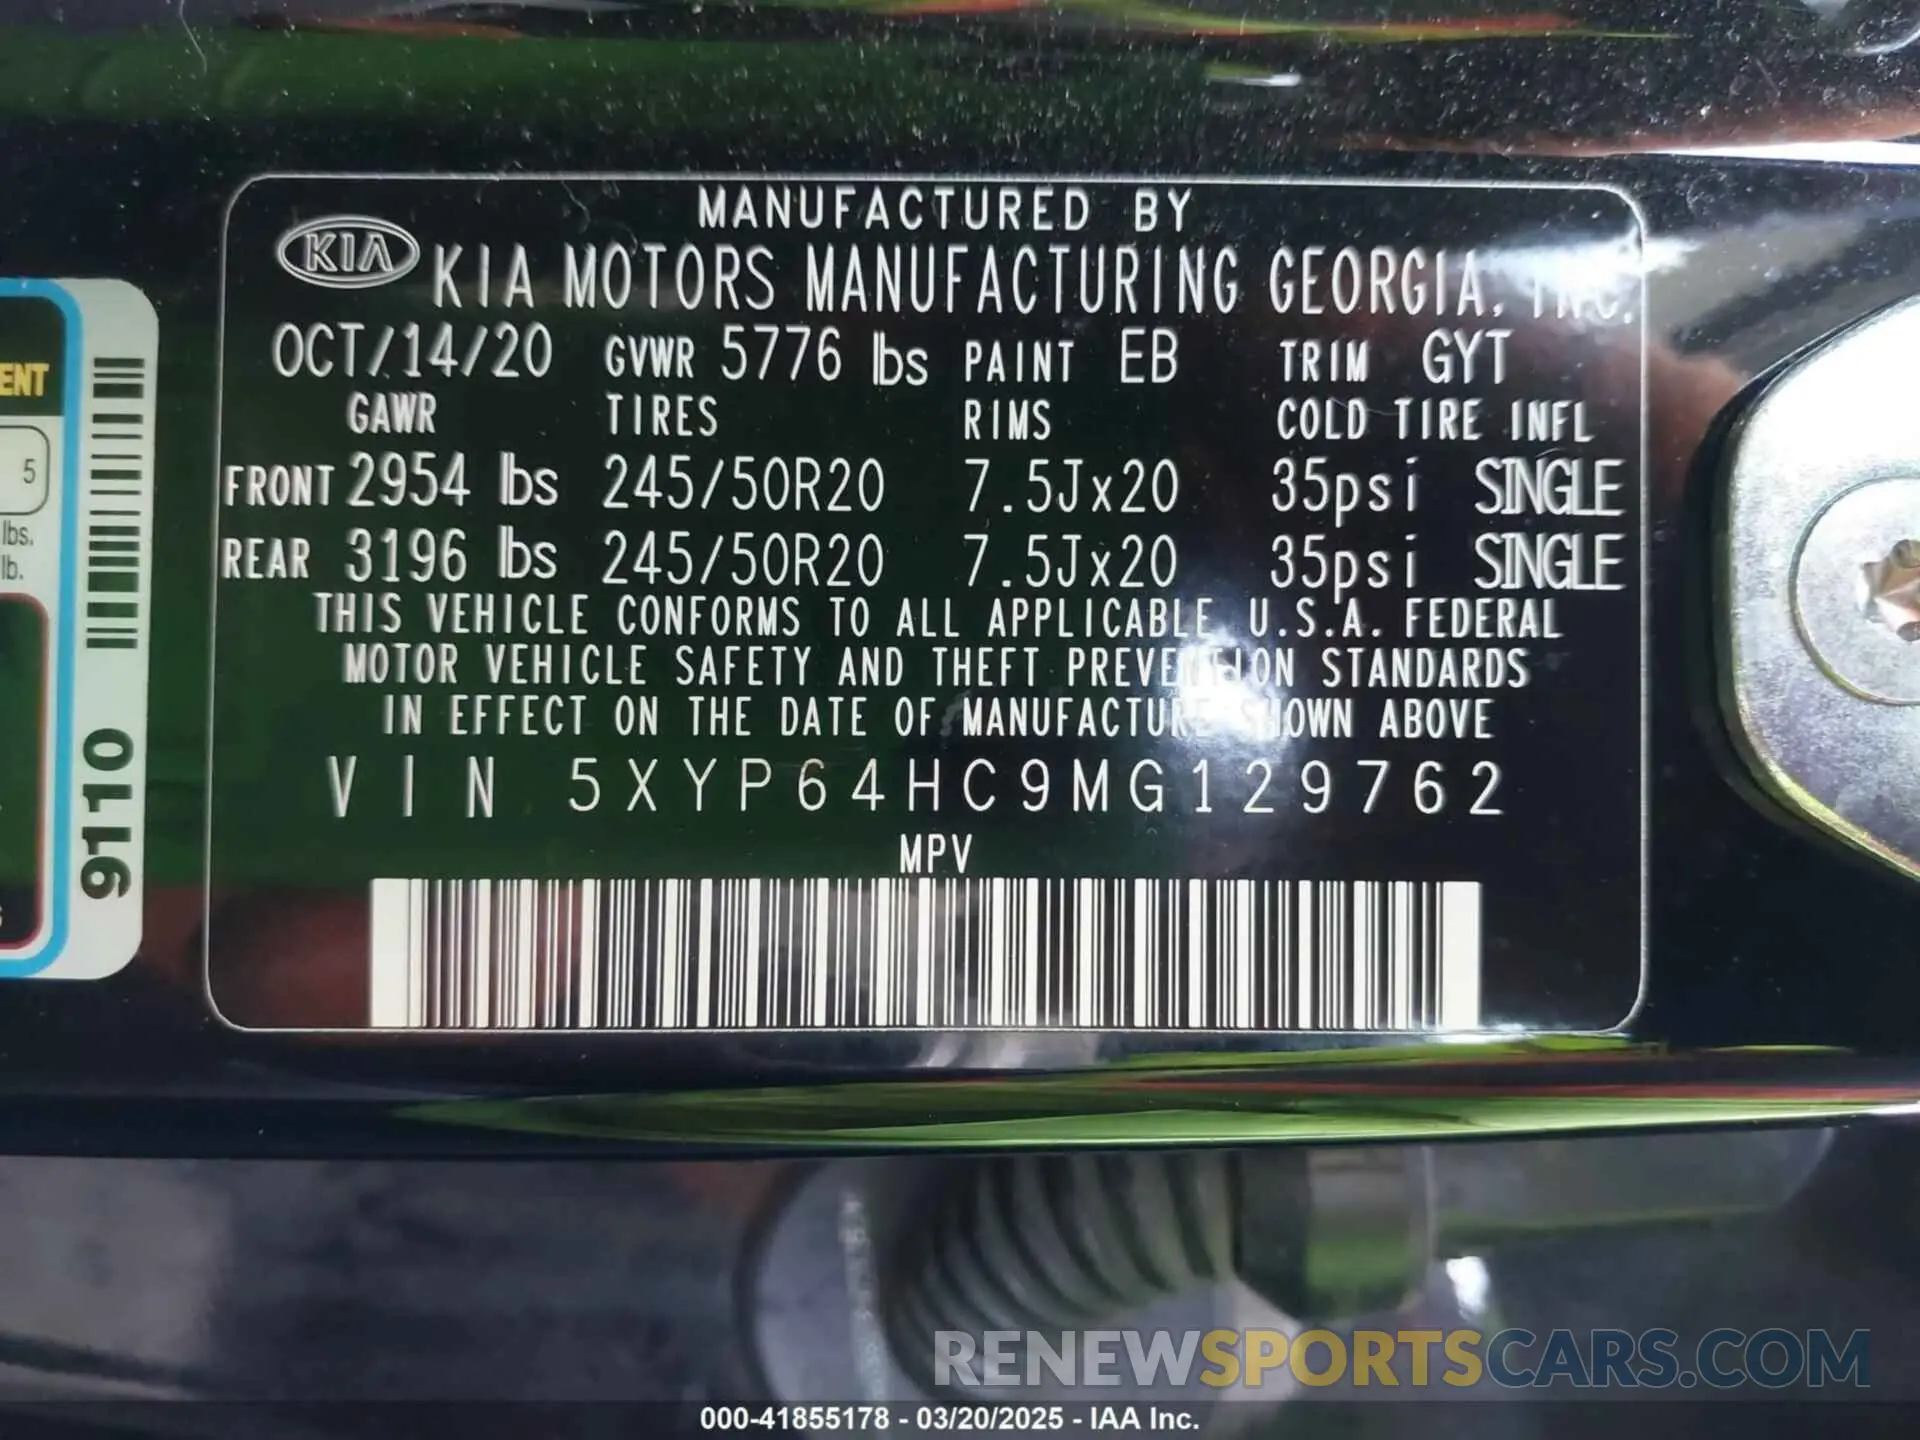 MANUFACTURED BY
KIA KIA MOTORS MANUFACTURING GEORGIA, INC.
OCT/14/20 GVWR 5776 lbs PAINT EB TRIM GYT
GAWR TIRES RIMS COLD TIRE INFL
FRONT 2954 lbs 245/50R20 7.5Jx20 35psi SINGLE
REAR 3196 lbs 245/50R20 7.5Jx20 35psi SINGLE
THIS VEHICLE CONFORMS TO ALL APPLICABLE U.S.A. FEDERAL
MOTOR VEHICLE SAFETY AND THEFT PREVENTION STANDARDS
IN EFFECT ON THE DATE OF MANUFACTURE SHOWN ABOVE
VIN 5XYP64HC9MG129762
MPV
ENT
5
lbs.
lb.
9110
RENEWSPORTSCARS.COM
000-41855178 - 03/20/2025 - IAA Inc.